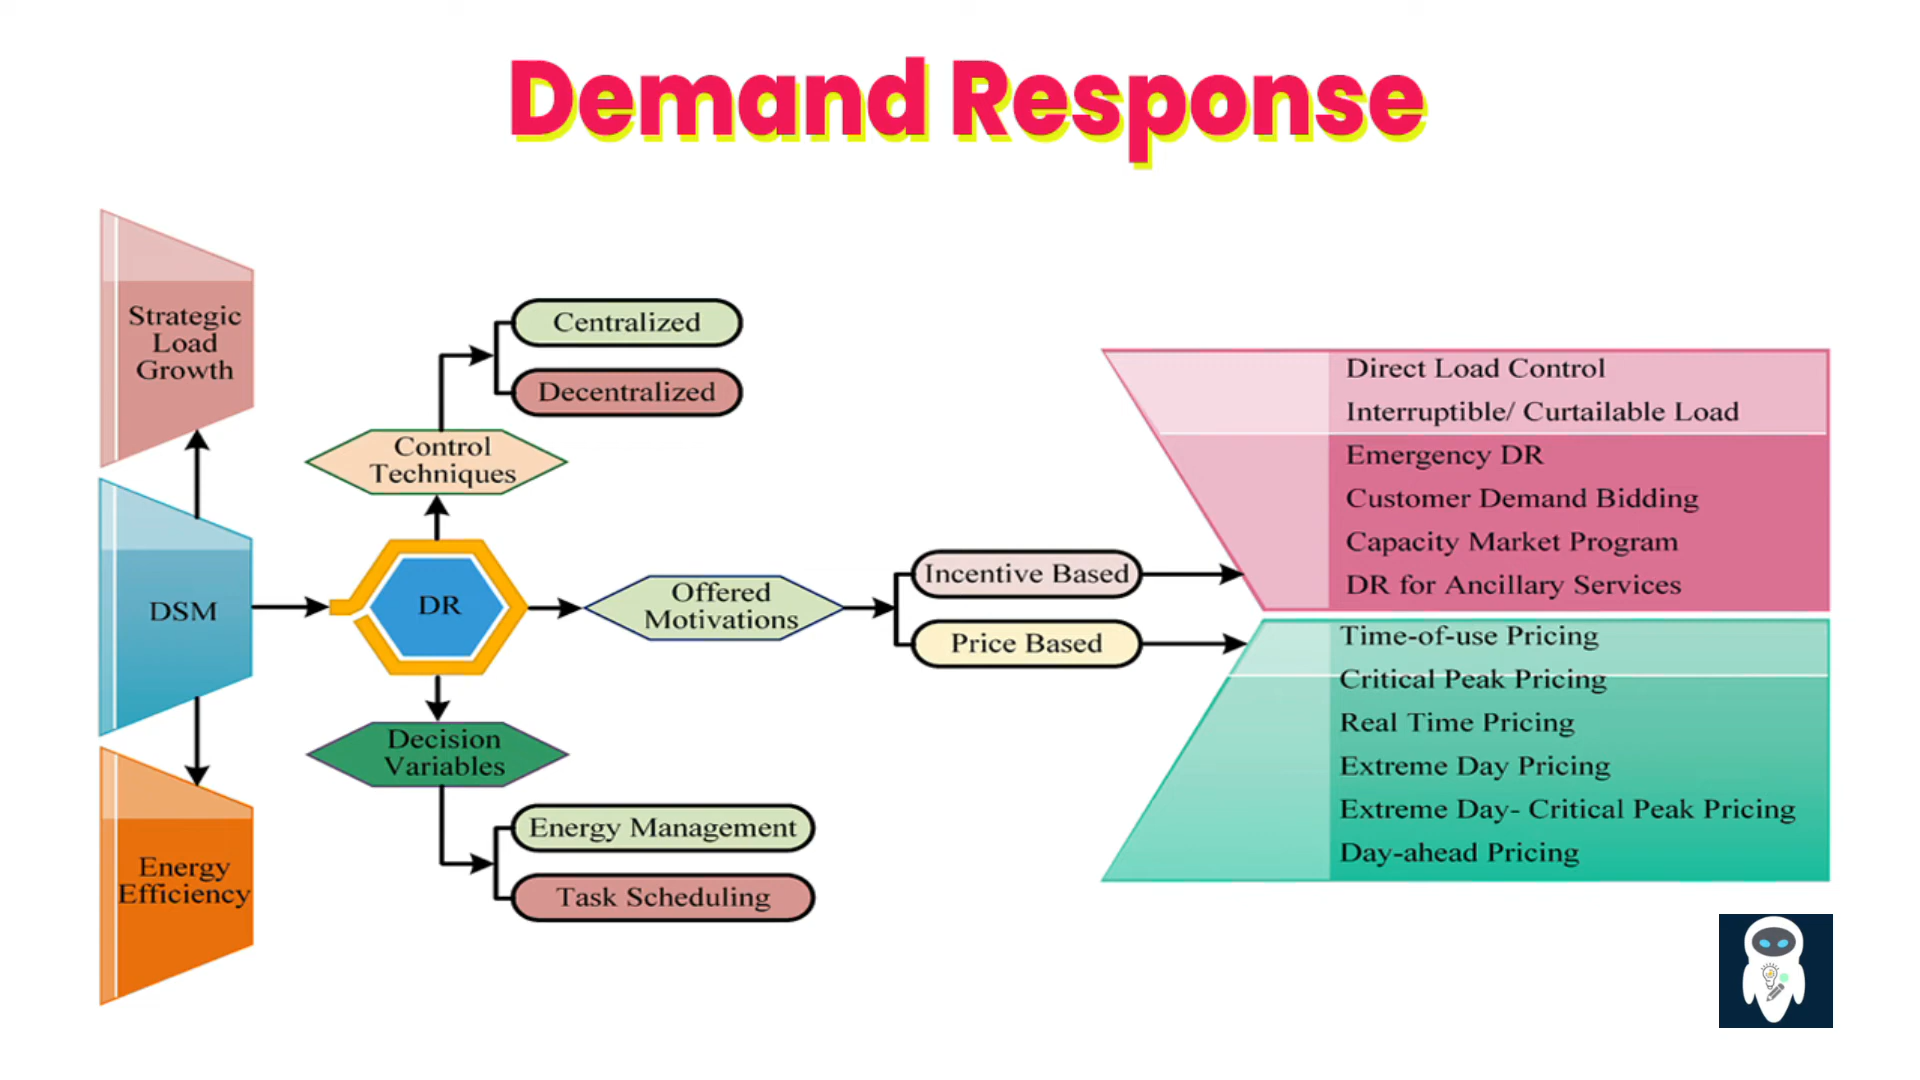 Demand Response
Strategic
Load
Growth
DSM
Energy
Efficiency
Centralized
Decentralized
Control
Techniques
DR
Decision
Variables
Energy Management
Task Scheduling
Offered
Motivations
Incentive Based
Price Based
Direct Load Control
Interruptible/ Curtailable Load
Emergency DR
Customer Demand Bidding
Capacity Market Program
DR for Ancillary Services
Time-of-use Pricing
Critical Peak Pricing
Real Time Pricing
Extreme Day Pricing
Extreme Day- Critical Peak Pricing
Day-ahead Pricing